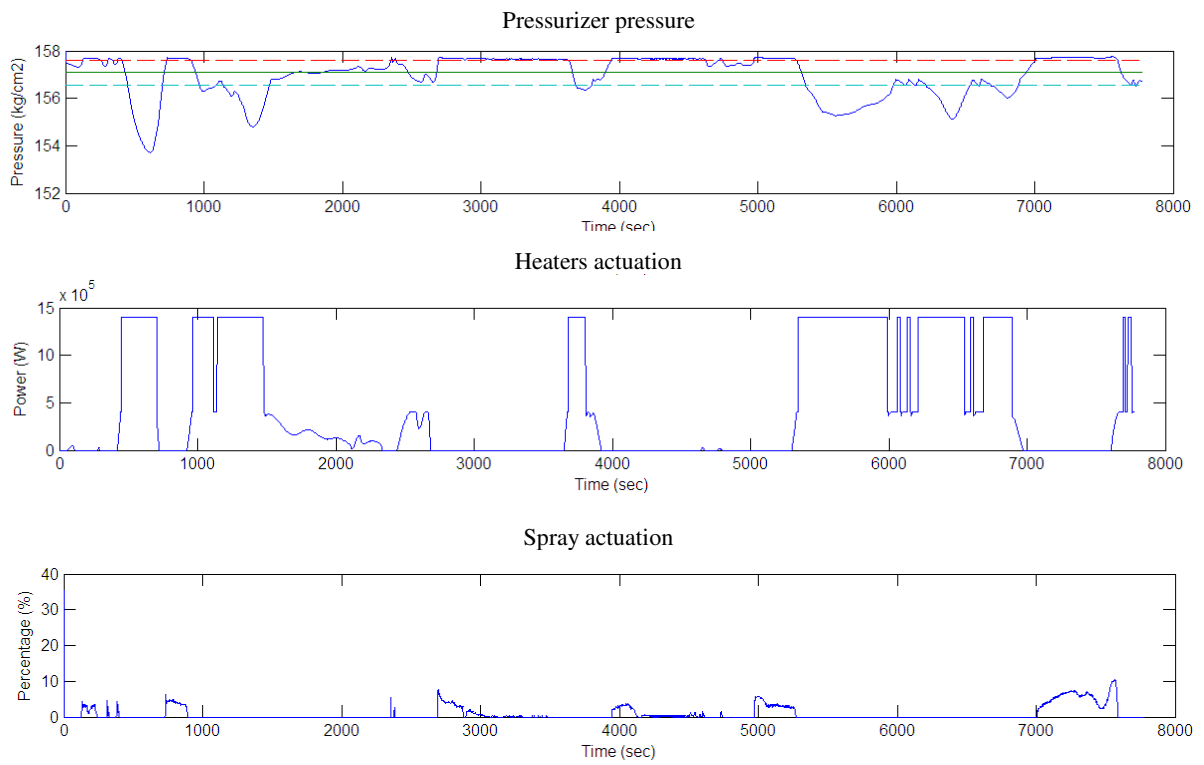 Pressurizer pressure
Pressure (kg/cm2)
158
156
154
152
0 1000 2000 3000 4000 5000 6000 7000 8000
Time (sec)
Heaters actuation
x 10^5
Power (W)
15
10
5
0
0 1000 2000 3000 4000 5000 6000 7000 8000
Time (sec)
Spray actuation
Percentage (%)
40
30
20
10
0
0 1000 2000 3000 4000 5000 6000 7000 8000
Time (sec)